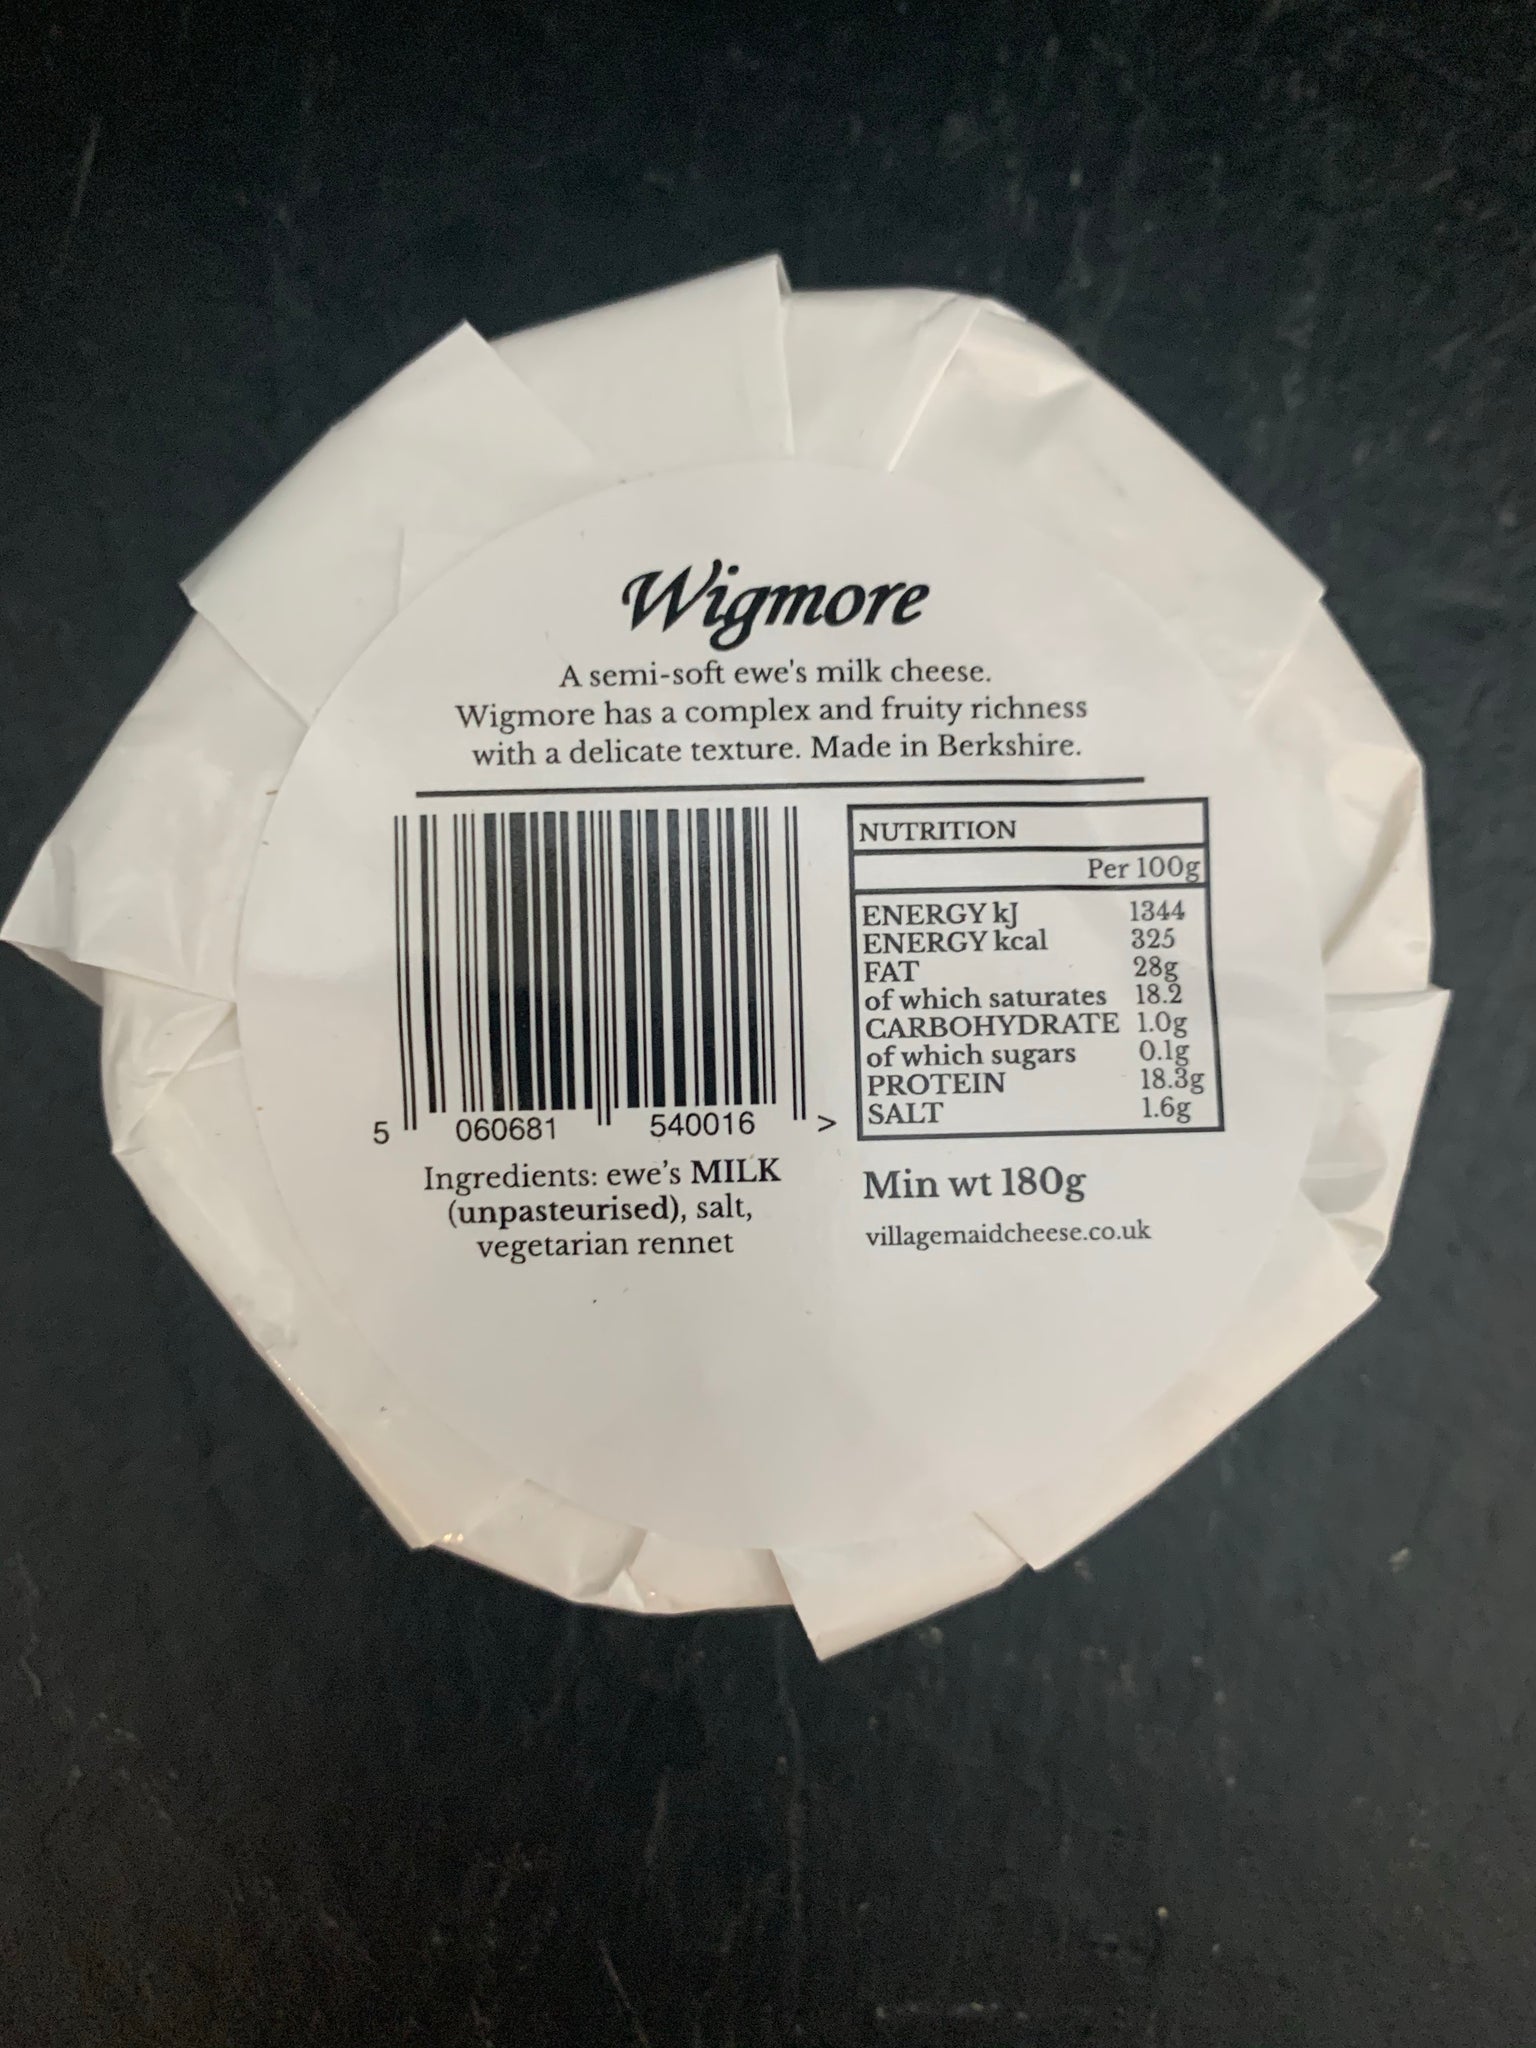 Wigmore
A semi-soft ewe's milk cheese.
Wigmore has a complex and fruity richness
with a delicate texture. Made in Berkshire.
5 060681 540016 >
Ingredients: ewe's MILK
(unpasteurised), salt,
vegetarian rennet
NUTRITION
Per 100g
ENERGY kJ 1344
ENERGY kcal 325
FAT 28g
of which saturates 18.2
CARBOHYDRATE 1.0g
of which sugars 0.1g
PROTEIN 18.3g
SALT 1.6g
Min wt 180g
villagemaidcheese.co.uk